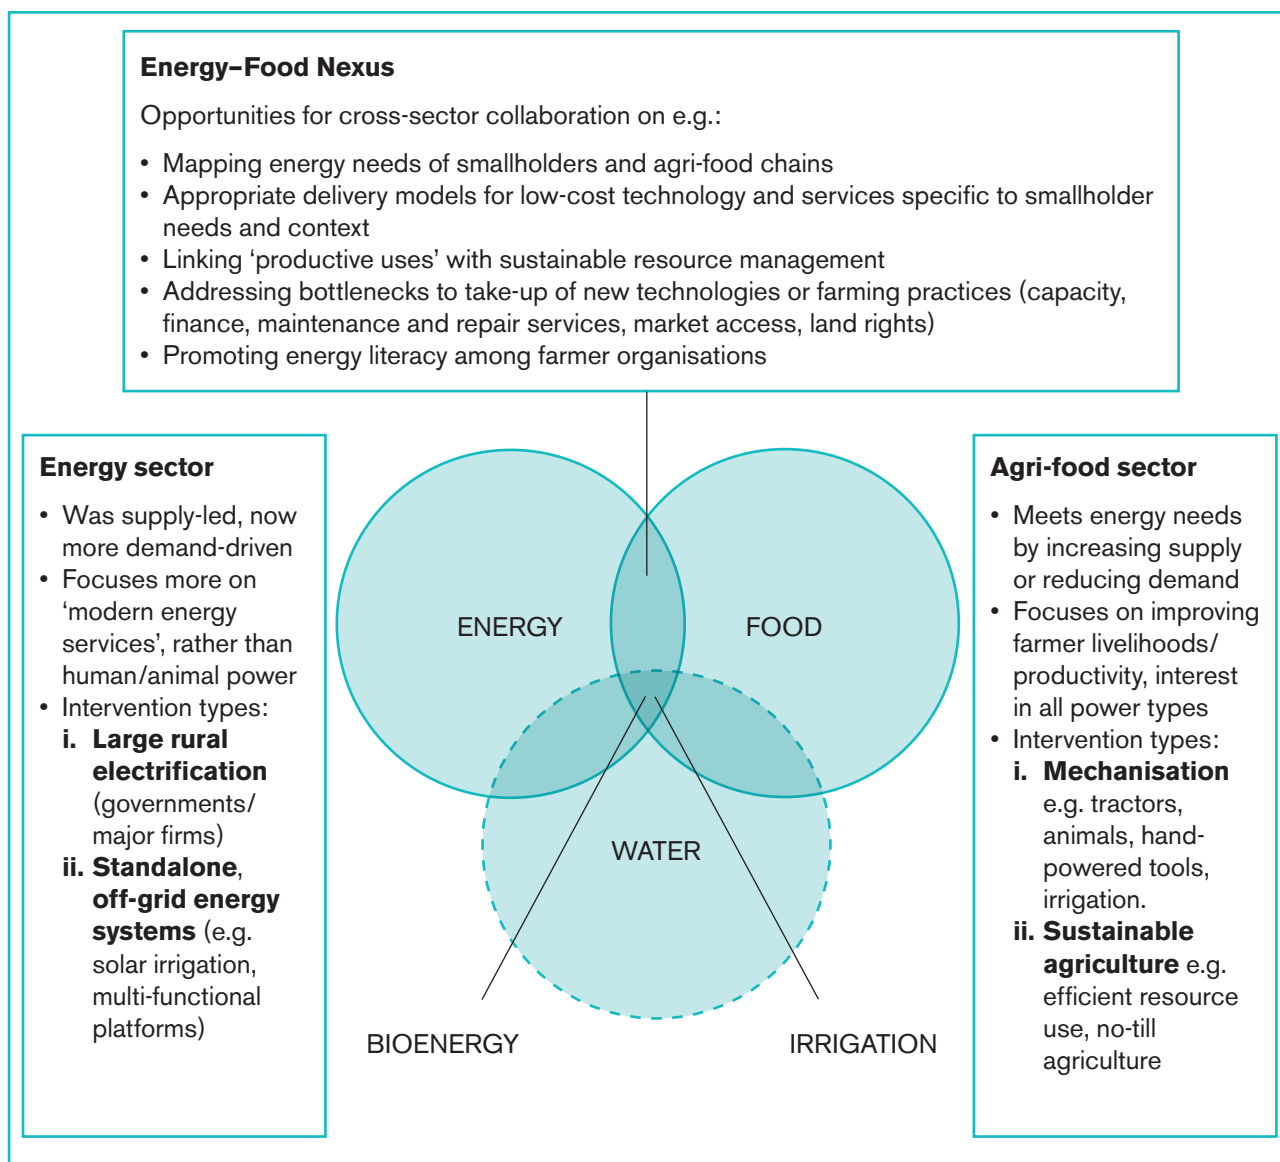 Energy–Food Nexus
Opportunities for cross-sector collaboration on e.g.:
• Mapping energy needs of smallholders and agri-food chains
• Appropriate delivery models for low-cost technology and services specific to smallholder
needs and context
• Linking ‘productive uses’ with sustainable resource management
• Addressing bottlenecks to take-up of new technologies or farming practices (capacity,
finance, maintenance and repair services, market access, land rights)
• Promoting energy literacy among farmer organisations
Energy sector
• Was supply-led, now
more demand-driven
• Focuses more on
‘modern energy
services’, rather than
human/animal power
• Intervention types:
i. Large rural
electrification
(governments/
major firms)
ii. Standalone,
off-grid energy
systems (e.g.
solar irrigation,
multi-functional
platforms)
ENERGY
FOOD
WATER
BIOENERGY
IRRIGATION
Agri-food sector
• Meets energy needs
by increasing supply
or reducing demand
• Focuses on improving
farmer livelihoods/
productivity, interest
in all power types
• Intervention types:
i. Mechanisation
e.g. tractors,
animals, hand-
powered tools,
irrigation.
ii. Sustainable
agriculture e.g.
efficient resource
use, no-till
agriculture